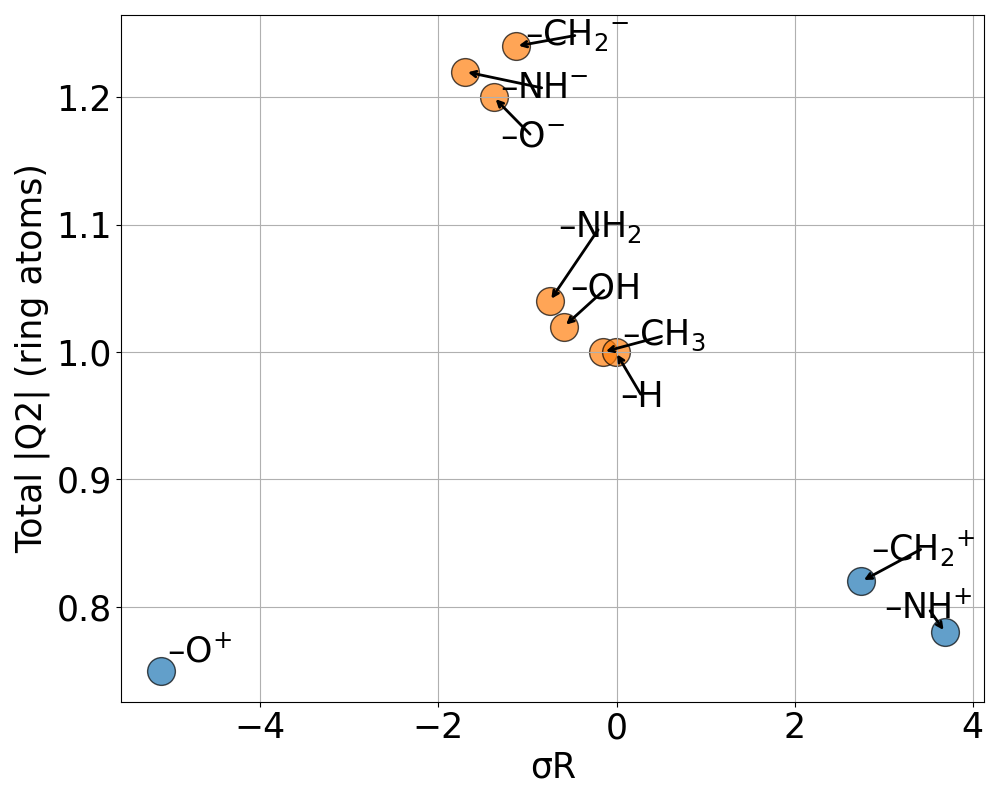 –CH₂⁻
–NH⁻
–O⁻
–NH₂
–OH
–CH₃
–H
–CH₂⁺
–NH⁺
–O⁺
Total |Q2| (ring atoms)
1.2
1.1
1.0
0.9
0.8
−4
−2
0
2
4
σR